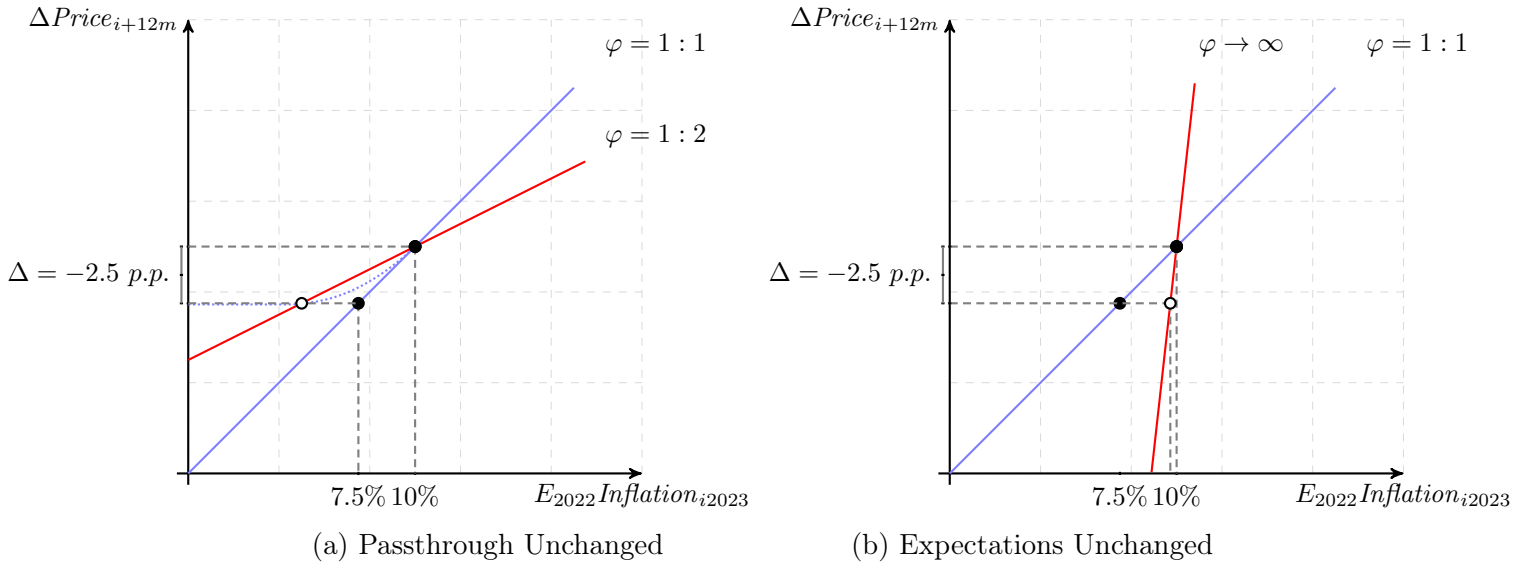 ΔPrice_{i+12m}
φ = 1 : 1
φ = 1 : 2
Δ = −2.5 p.p.
7.5% 10%
E_{2022}Inflation_{i2023}
(a) Passthrough Unchanged
ΔPrice_{i+12m}
φ → ∞
φ = 1 : 1
Δ = −2.5 p.p.
7.5% 10%
E_{2022}Inflation_{i2023}
(b) Expectations Unchanged